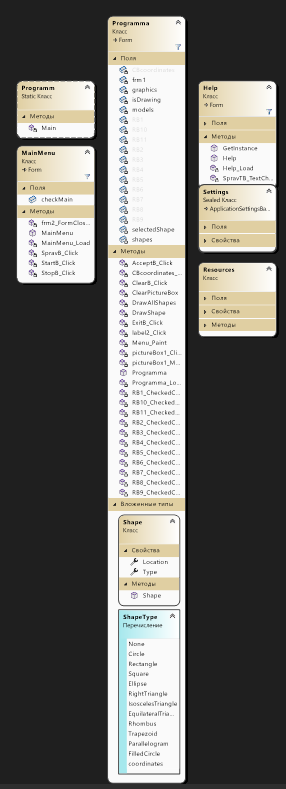 Programm
Static Класс
Методы
Main
MainMenu
Класс
Form
Поля
checkMain
Методы
frm2_FormClos...
MainMenu
MainMenu_Load
SpravB_Click
StartB_Click
StopB_Click
Programma
Класс
Form
Поля
frm1
graphics
isDrawing
models
selectedShape
shapes
Методы
AcceptB_Click
CBcoordinates_...
ClearB_Click
ClearPictureBox
DrawAllShapes
DrawShape
ExitB_Click
label2_Click
Menu_Paint
pictureBox1_Cli...
pictureBox1_M...
Programma
Programma_Lo...
RB1_CheckedC...
RB10_Checked...
RB11_Checked...
RB2_CheckedC...
RB3_CheckedC...
RB4_CheckedC...
RB5_CheckedC...
RB6_CheckedC...
RB7_CheckedC...
RB8_CheckedC...
RB9_CheckedC...
Вложенные типы
Shape
Класс
Свойства
Location
Type
Методы
Shape
ShapeType
Перечисление
None
Circle
Rectangle
Square
Ellipse
RightTriangle
IsoscelesTriangle
EquilateralTria...
Rhombus
Trapezoid
Parallelogram
FilledCircle
coordinates
Help
Класс
Form
Поля
Методы
GetInstance
Help
Help_Load
SpravTB_TextCh...
Settings
Sealed Класс
ApplicationSettingsBa...
Поля
Свойства
Resources
Класс
Поля
Свойства
Методы